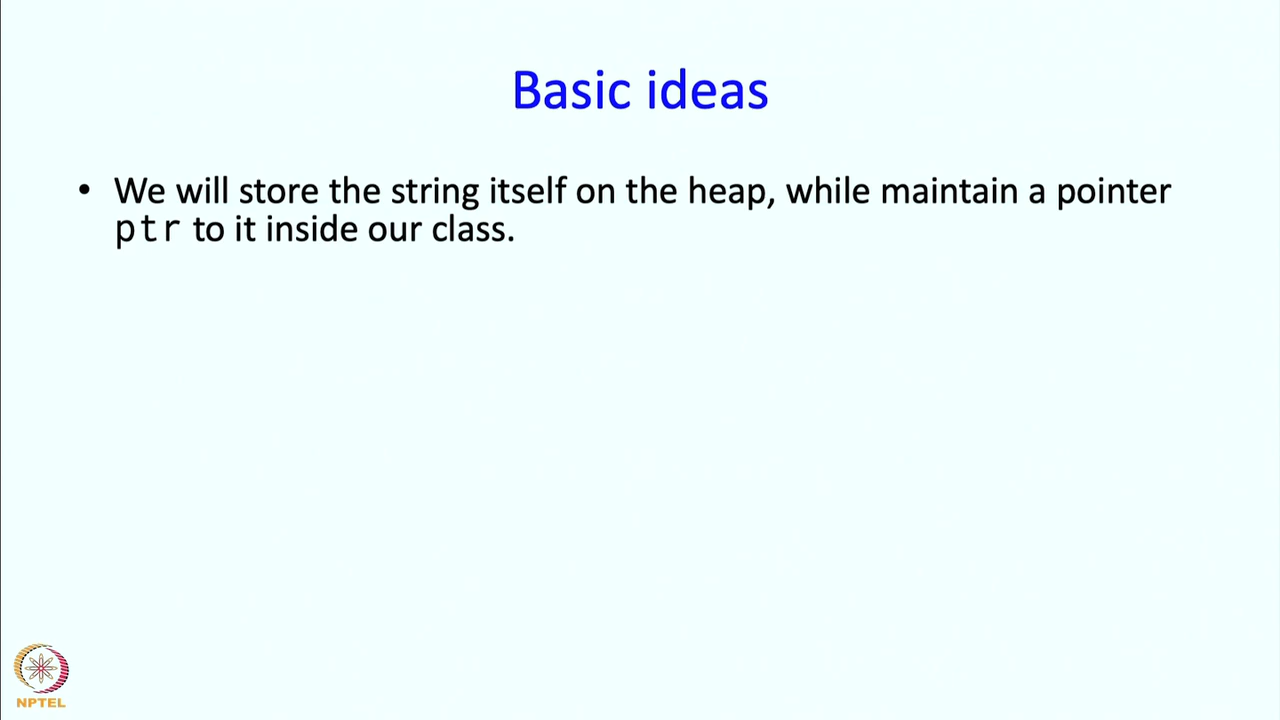 Basic ideas
• We will store the string itself on the heap, while maintain a pointer
ptr to it inside our class.
NPTEL